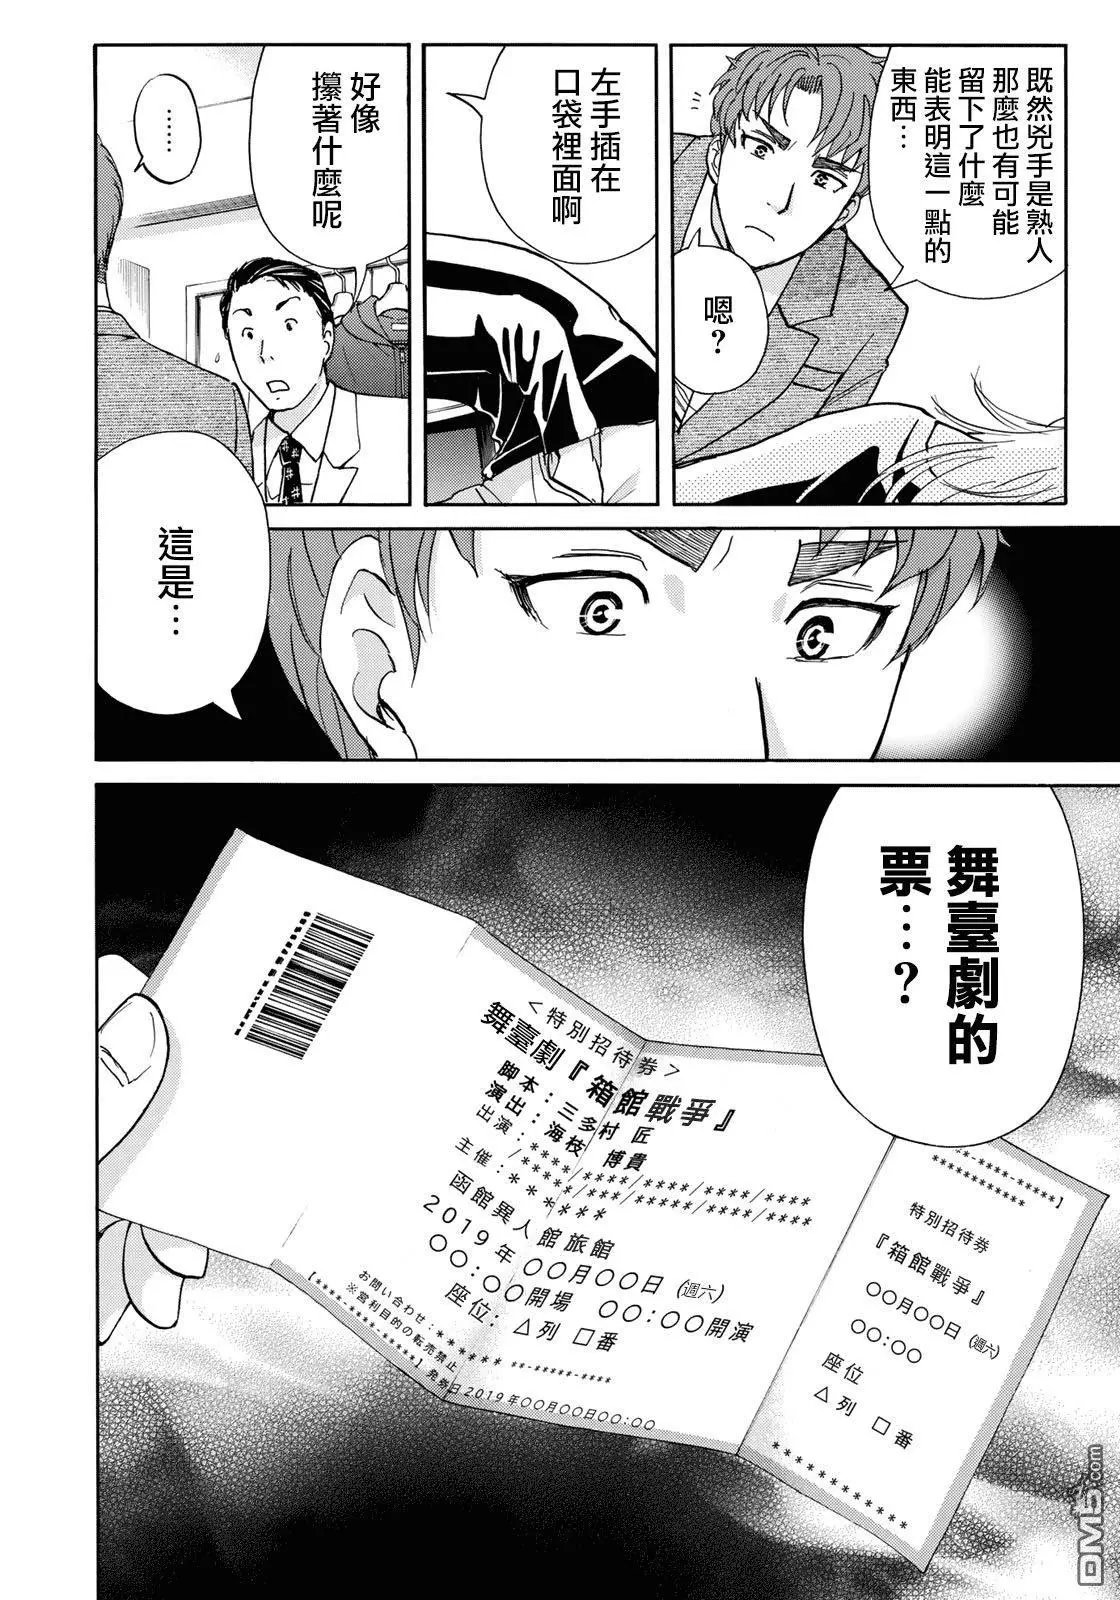 既然兇手是熟人
那麼也有可能
留下了什麼
能表明這一點的
東西…
嗯?
左手插在
口袋裡面啊
好像
攥著什麼呢
…
這是…
舞臺劇的
票…?
＜特別招待券＞
舞臺劇『箱館戰爭』
脚本：三多村 匠
演出：海枝 博貴
出演：****/****/****/****/****
/*****/***/*****/****/****
主催：******
函館異人館旅館
2019年○○月○○日(週六)
○○:○○開場 ○○:○○開演
座位：△列 □番
お問い合わせ：******
**-*****-****
※営利目的の転売禁止
【****-****-*****】発券日2019年○○月○○日○○:○○
【****-****-*****】
************
特別招待券
『箱館戰爭』
○○月○○日(週六)
○○:○○
座位
△列 □番
************
DM5.com